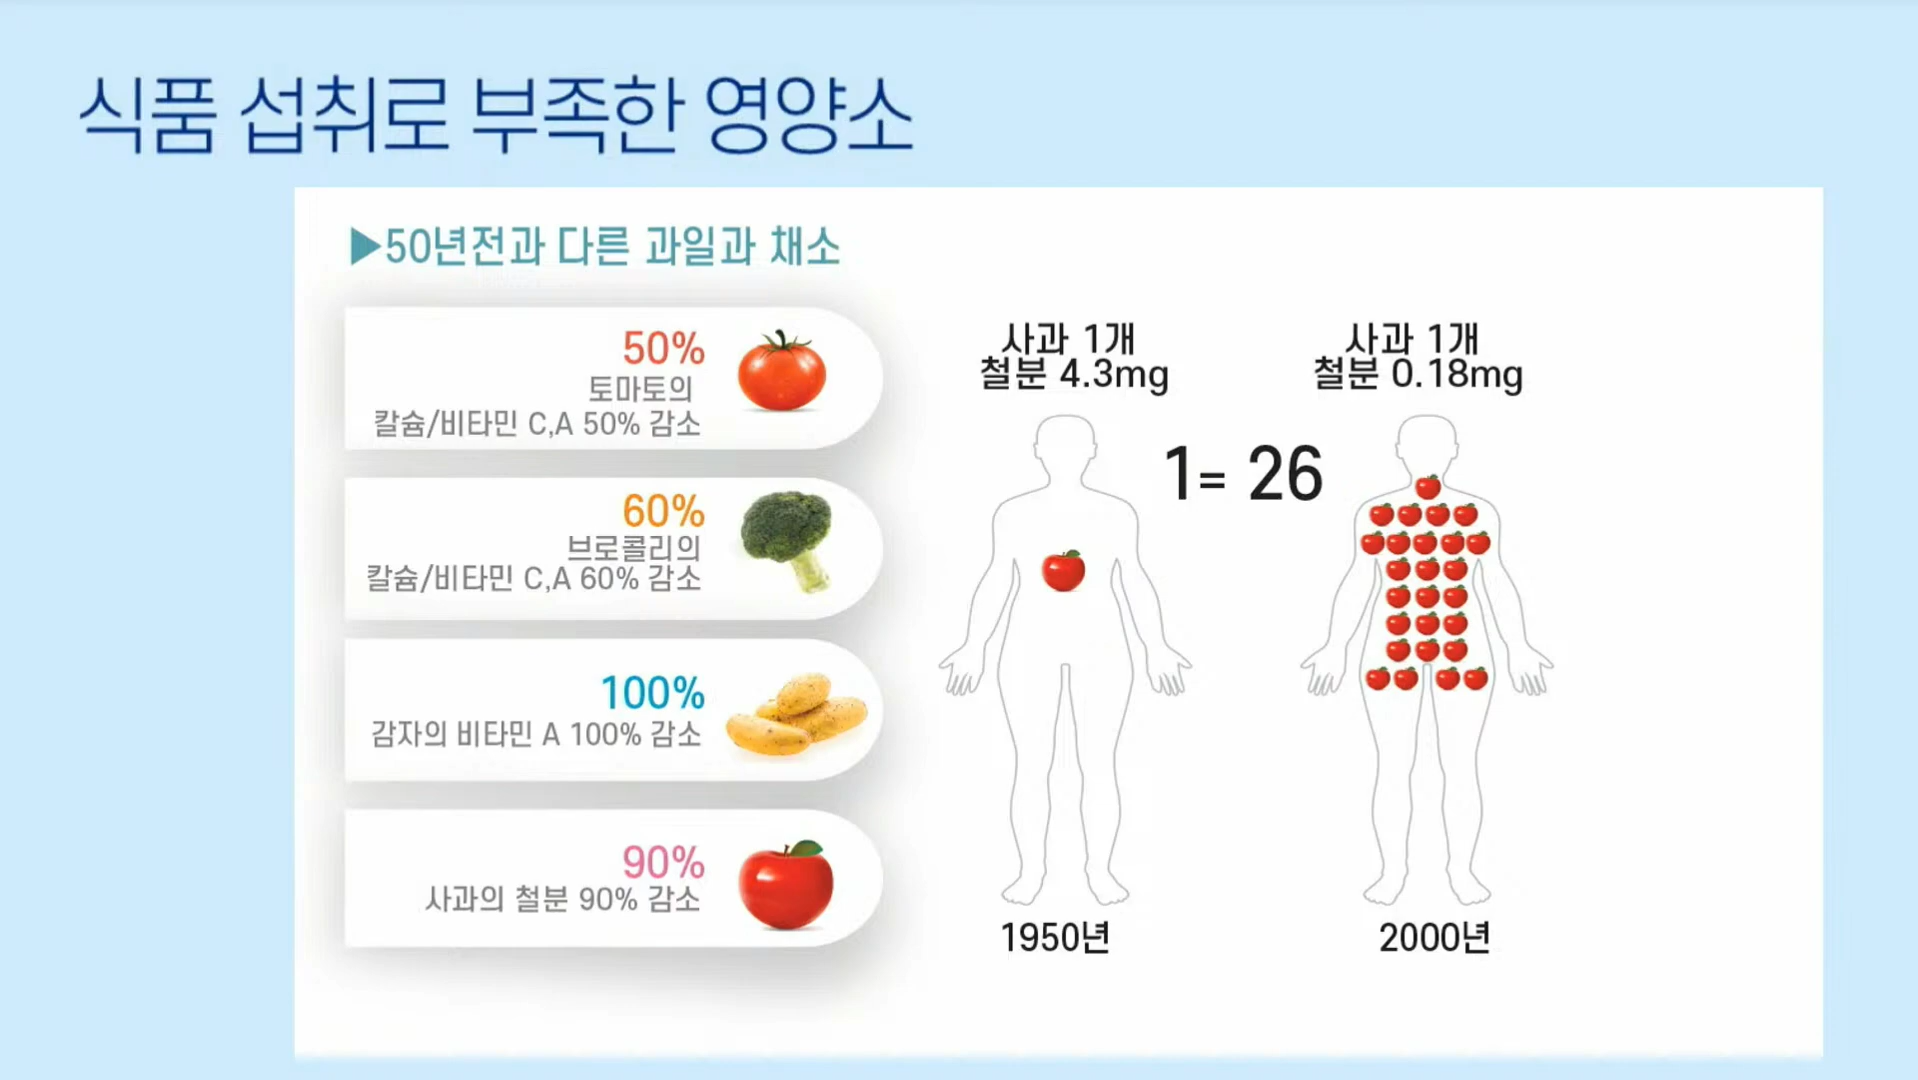 식품 섭취로 부족한 영양소
▶50년전과 다른 과일과 채소
50%
토마토의
칼슘/비타민 C,A 50% 감소
60%
브로콜리의
칼슘/비타민 C,A 60% 감소
100%
감자의 비타민 A 100% 감소
90%
사과의 철분 90% 감소
사과 1개
철분 4.3mg
사과 1개
철분 0.18mg
1= 26
1950년
2000년